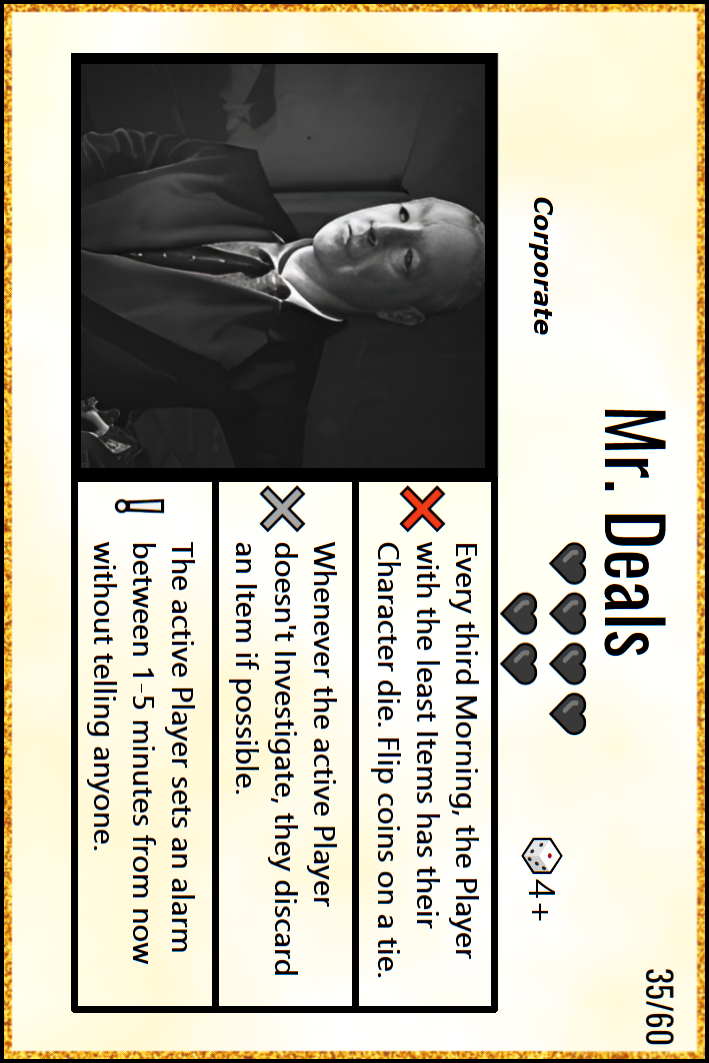 35/60
Mr. Deals
Corporate
4+
Every third Morning, the Player
with the least Items has their
Character die. Flip coins on a tie.
Whenever the active Player
doesn't Investigate, they discard
an Item if possible.
The active Player sets an alarm
between 1-5 minutes from now
without telling anyone.